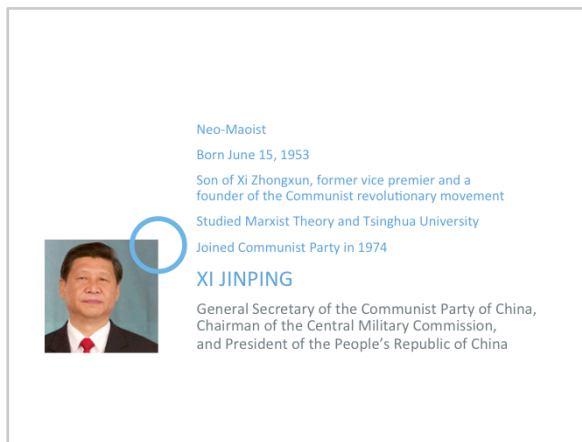 Neo-Maoist
Born June 15, 1953
Son of Xi Zhongxun, former vice premier and a
founder of the Communist revolutionary movement
Studied Marxist Theory and Tsinghua University
Joined Communist Party in 1974
XI JINPING
General Secretary of the Communist Party of China,
Chairman of the Central Military Commission,
and President of the People’s Republic of China